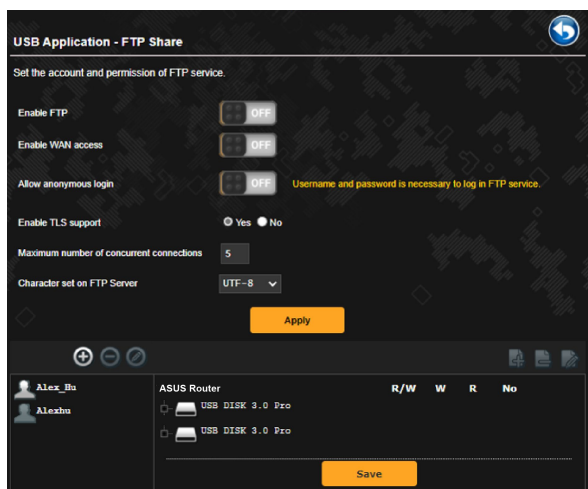 USB Application - FTP Share
Set the account and permission of FTP service.
Enable FTP OFF
Enable WAN access OFF
Allow anonymous login OFF Username and password is necessary to log in FTP service.
Enable TLS support Yes No
Maximum number of concurrent connections 5
Character set on FTP Server UTF-8
Apply
Alex_Hu
Alexhu
ASUS Router R/W W R No
USB DISK 3.0 Pro
USB DISK 3.0 Pro
Save